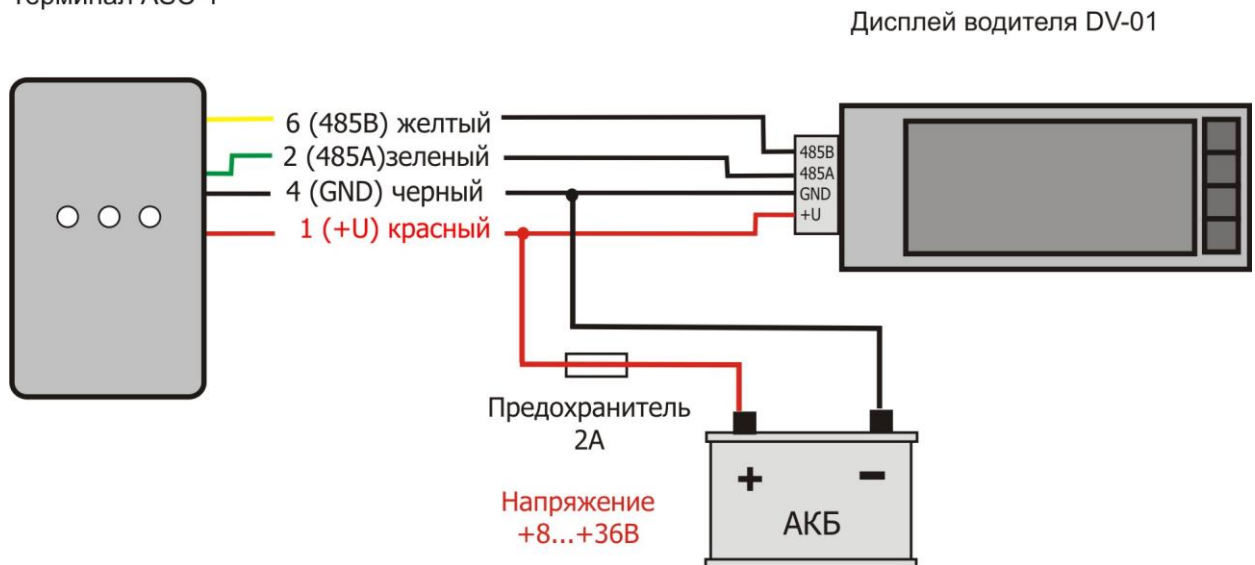 Дисплей водителя DV-01
6 (485B) желтый
2 (485A)зеленый
4 (GND) черный
1 (+U) красный
485B
485A
GND
+U
Предохранитель
2А
Напряжение
+8...+36В
+ −
АКБ